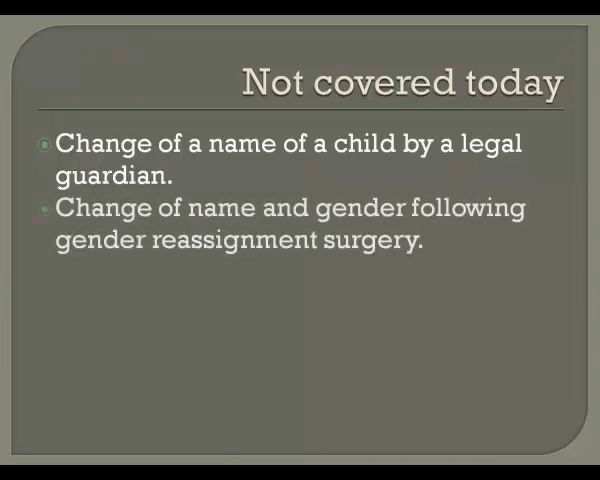 Not covered today
Change of a name of a child by a legal
guardian.
Change of name and gender following
gender reassignment surgery.